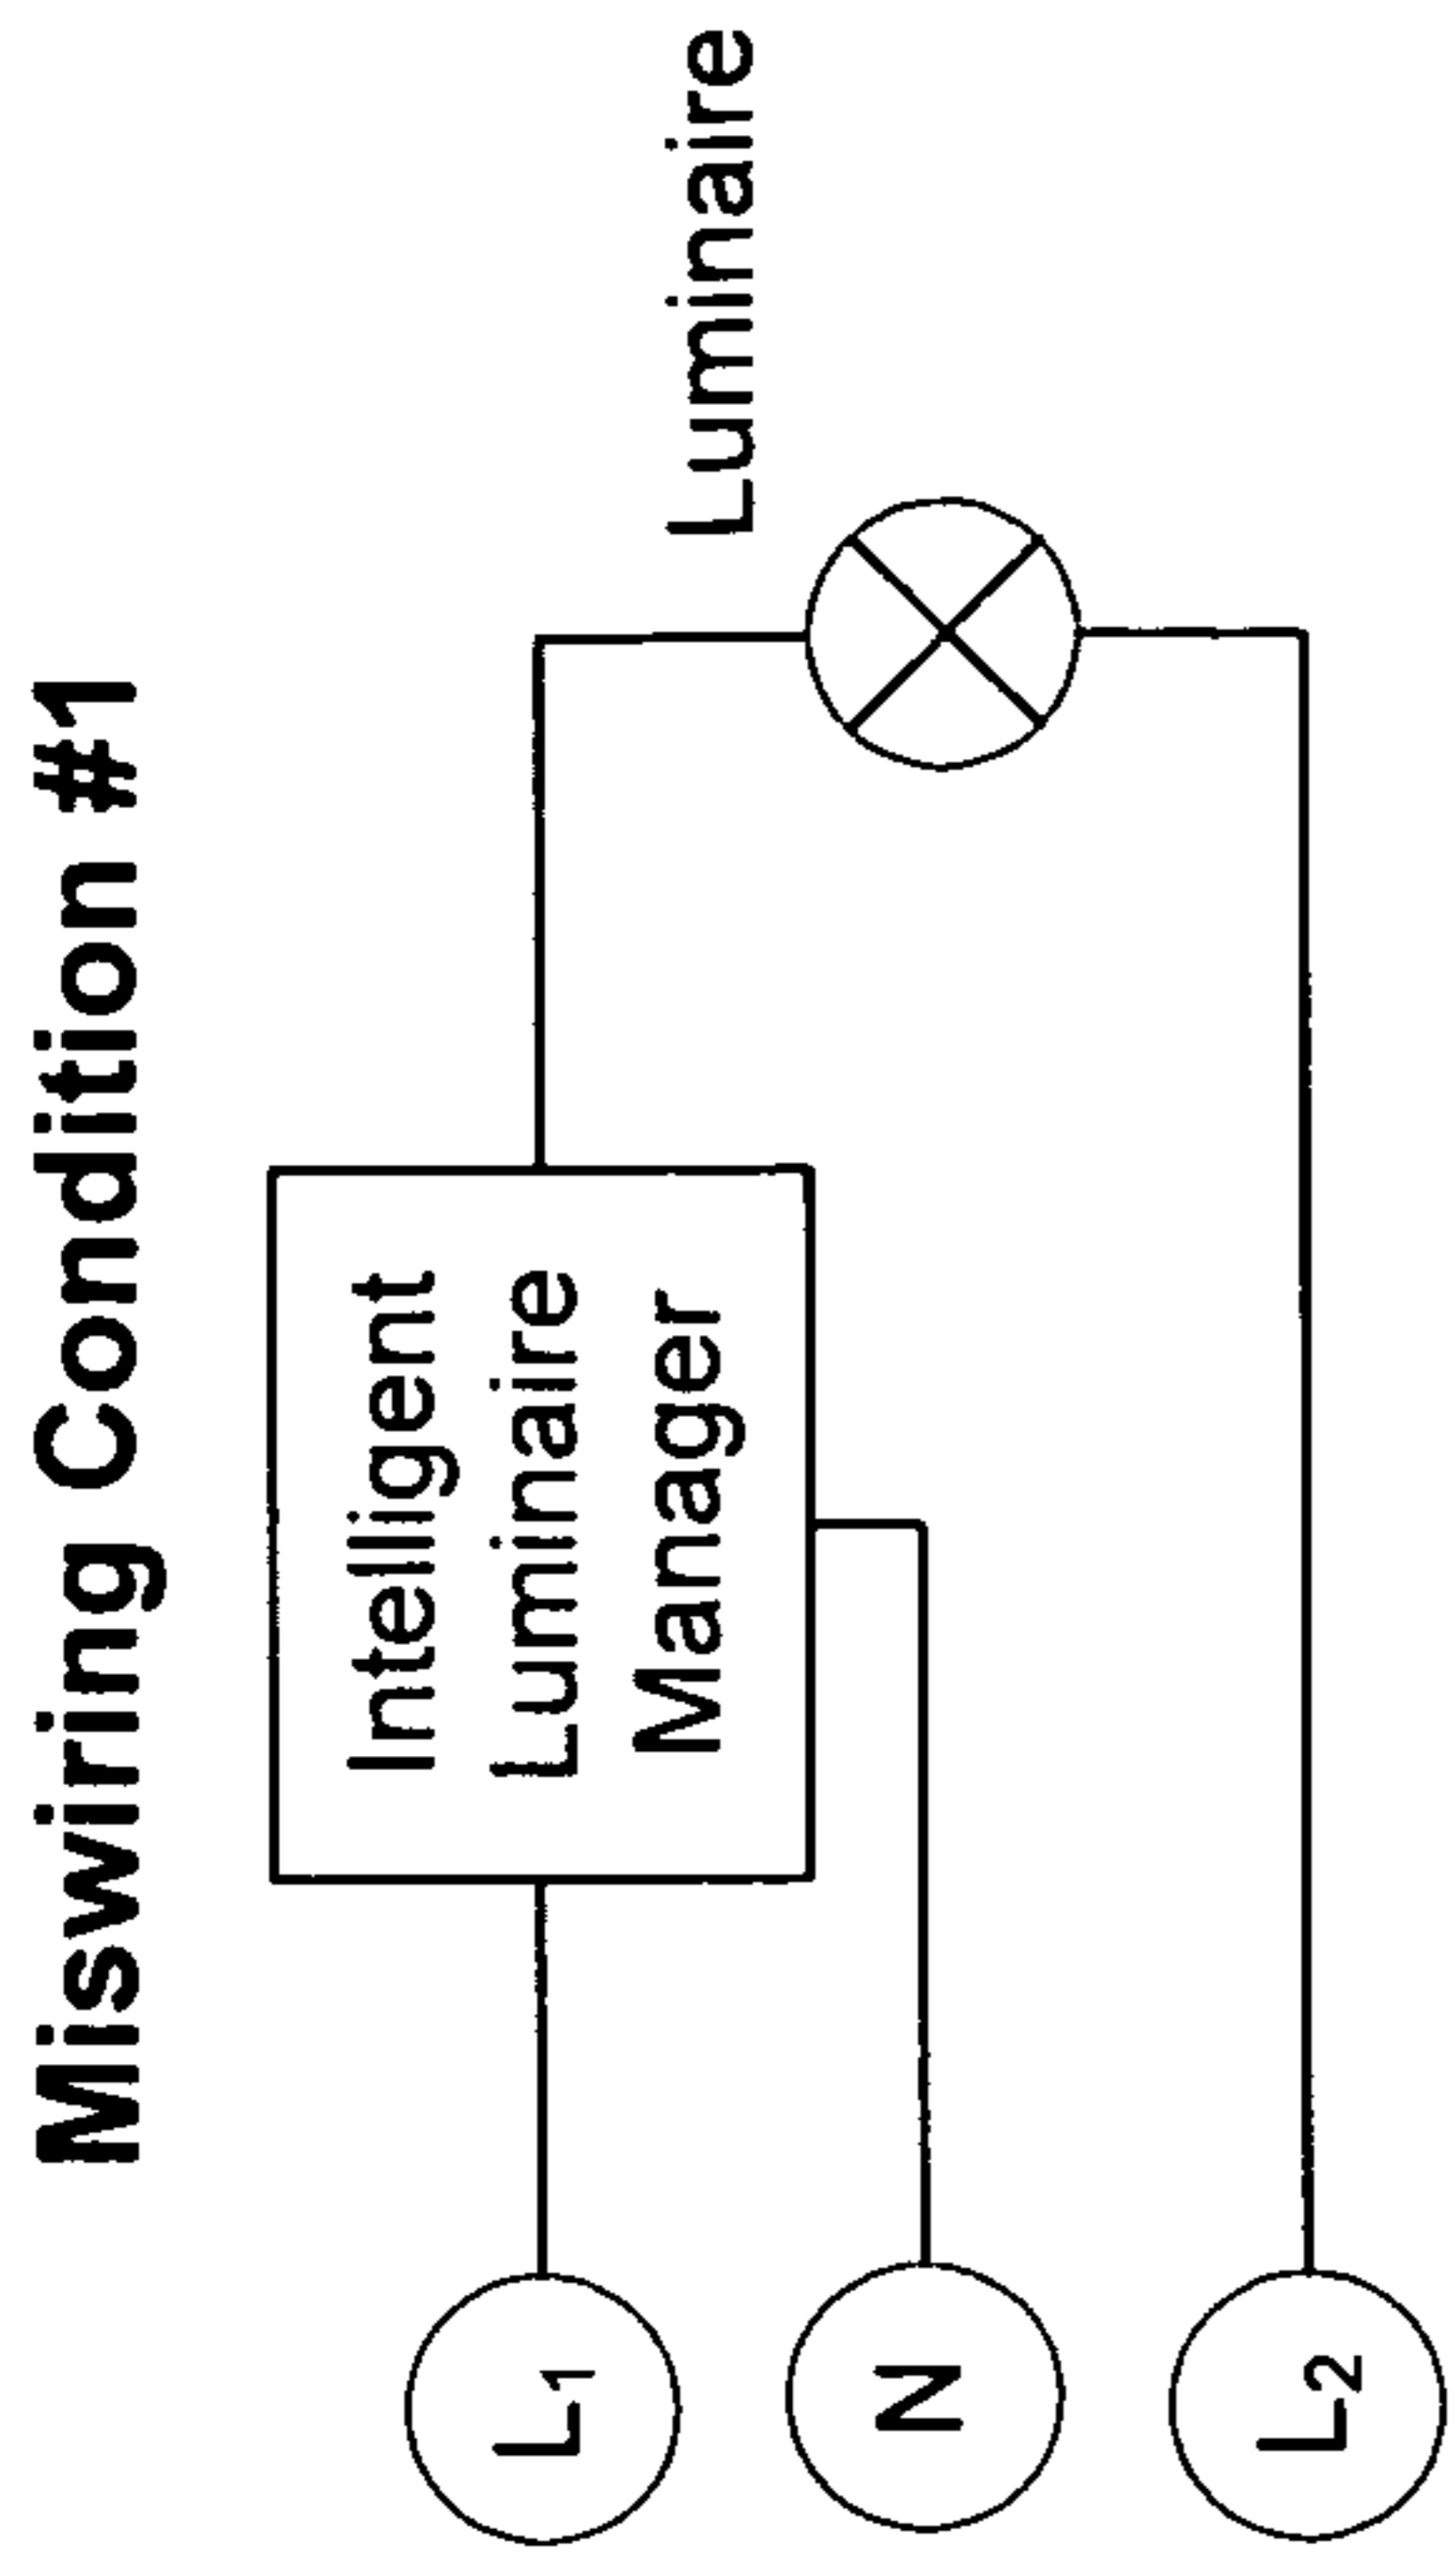 Miswiring Condition #1
Luminaire
Intelligent
Luminaire
Manager
L1
N
L2